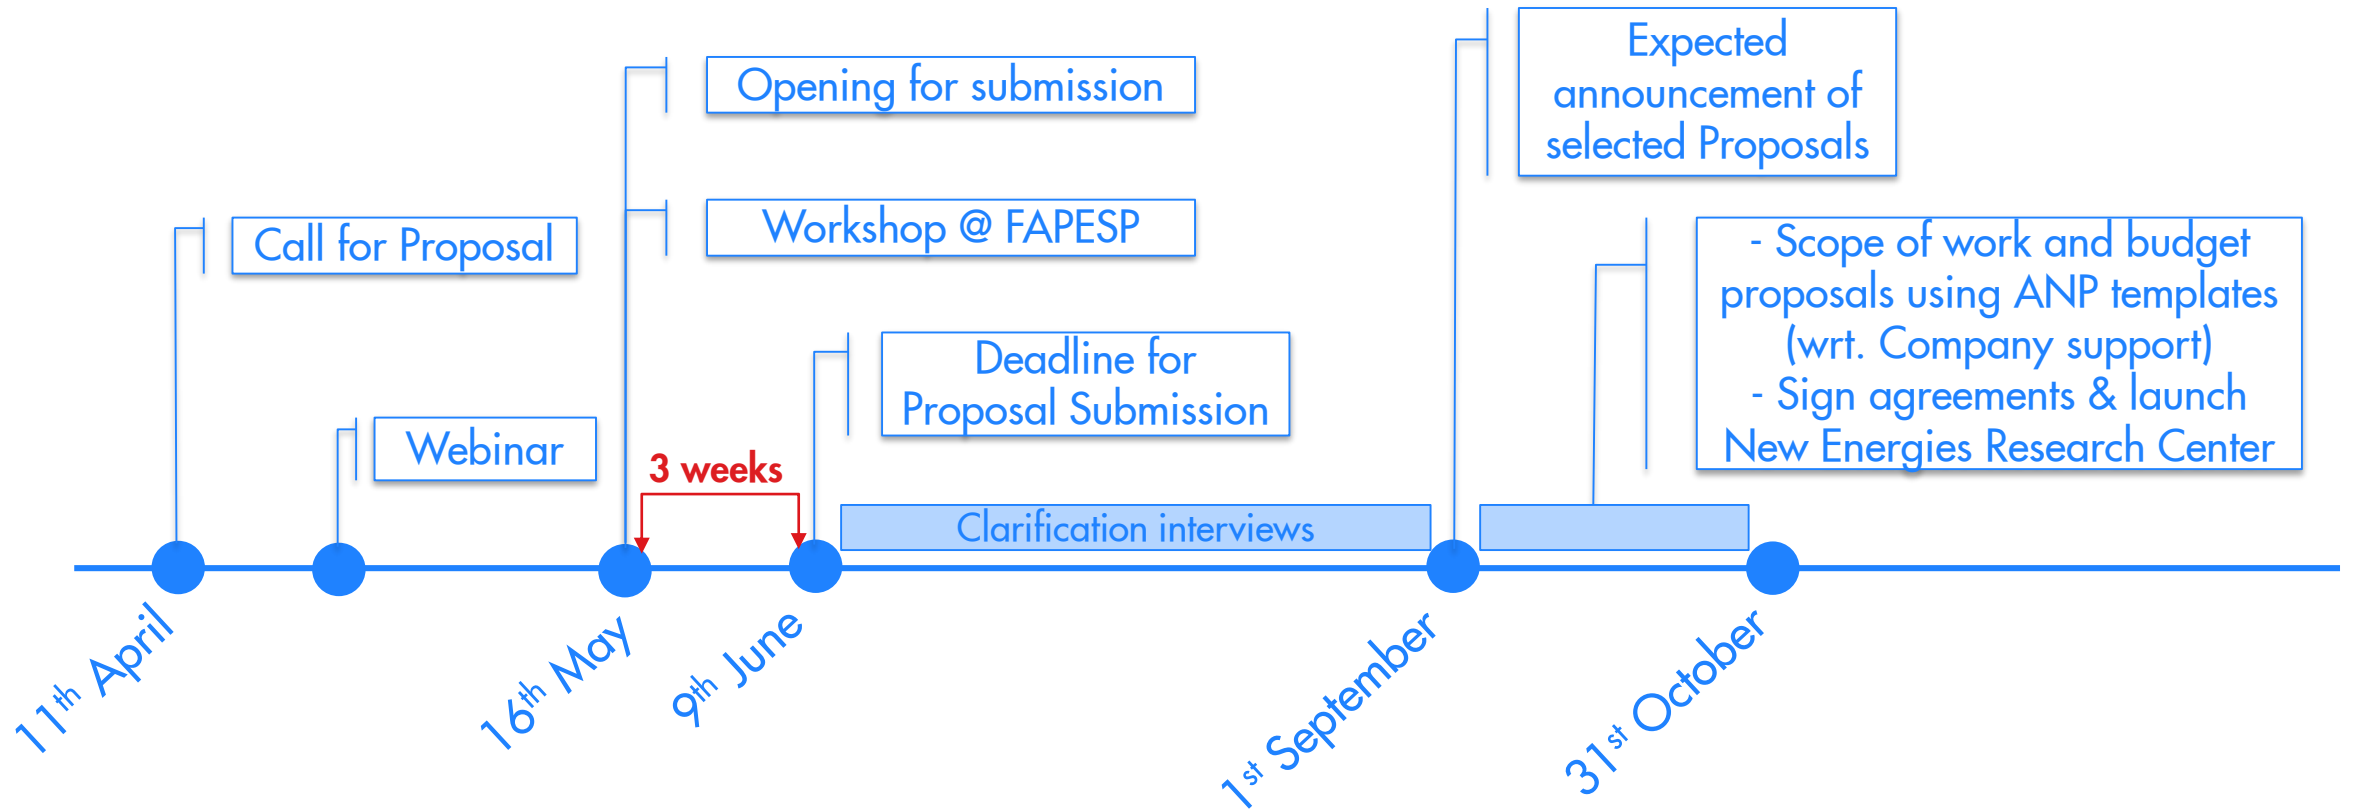 Expected
announcement of
selected Proposals
Opening for submission
Workshop @ FAPESP
Call for Proposal
- Scope of work and budget
proposals using ANP templates
(wrt. Company support)
- Sign agreements & launch
New Energies Research Center
Deadline for
Proposal Submission
Webinar
3 weeks
Clarification interviews
11th April
16th May
9th June
1st September
31st October